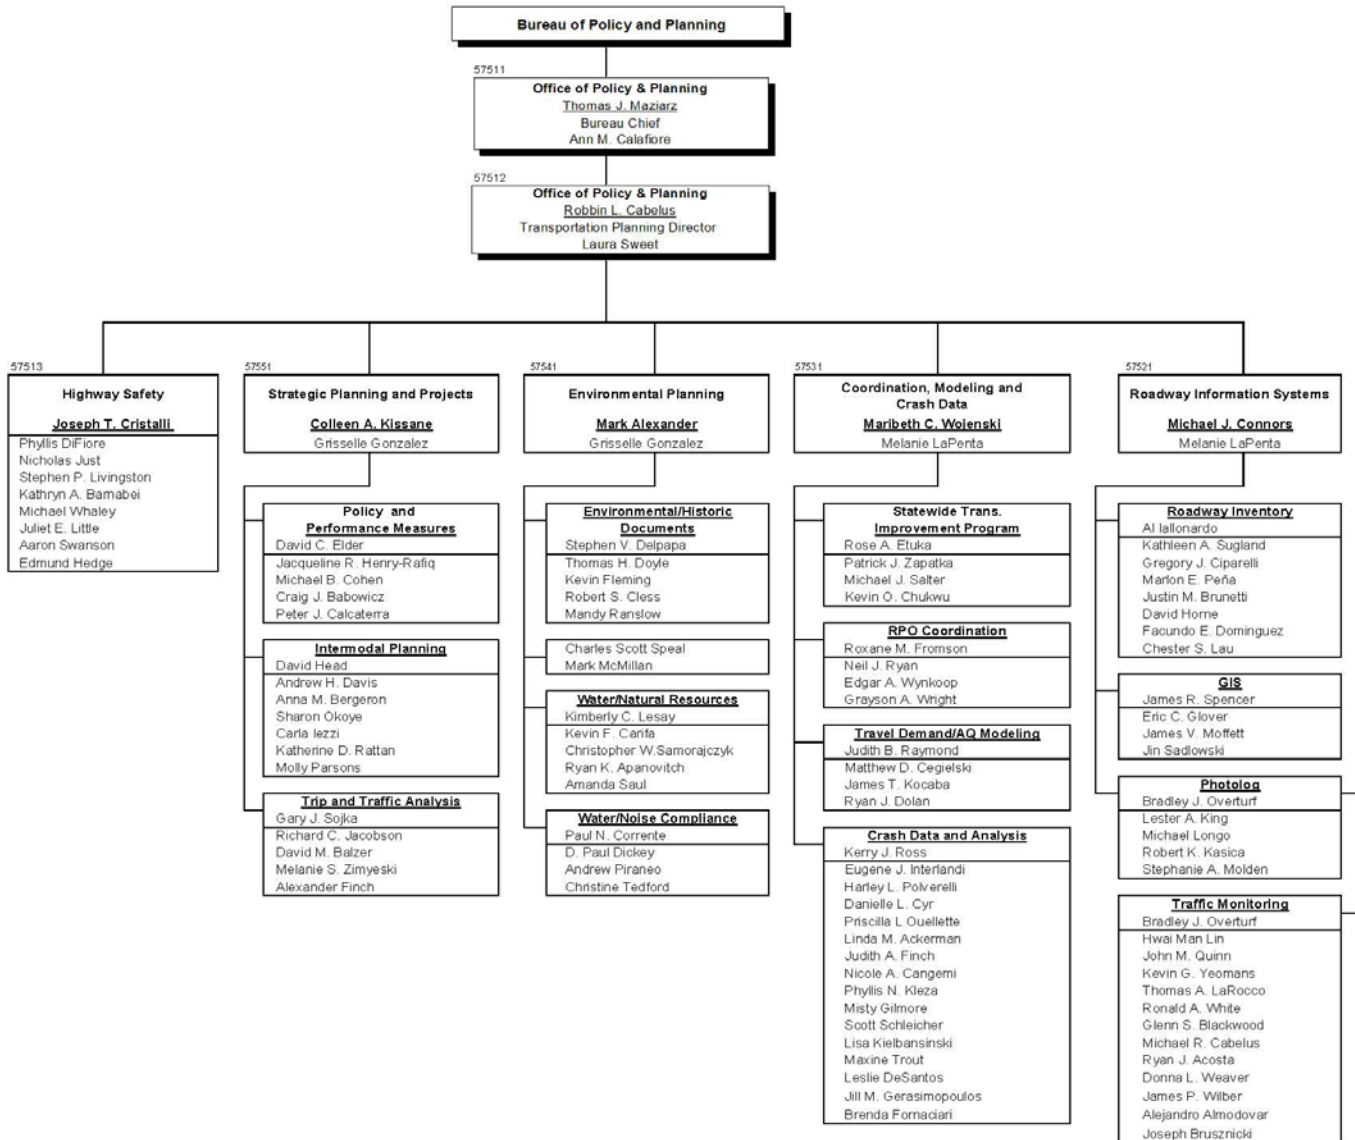 Bureau of Policy and Planning
57511
Office of Policy & Planning
Thomas J. Maziarz
Bureau Chief
Ann M. Calafiore
57512
Office of Policy & Planning
Robbin L. Cabelus
Transportation Planning Director
Laura Sweet
57513
Highway Safety
Joseph T. Cristalli
Phyllis DiFiore
Nicholas Just
Stephen P. Livingston
Kathryn A. Barnabei
Michael Whaley
Juliet E. Little
Aaron Swanson
Edmund Hedge
57551
Strategic Planning and Projects
Colleen A. Kissane
Grisselle Gonzalez
Policy and
Performance Measures
David C. Elder
Jacqueline R. Henry-Rafiq
Michael B. Cohen
Craig J. Babowicz
Peter J. Calcaterra
Intermodal Planning
David Head
Andrew H. Davis
Anna M. Bergeron
Sharon Okoye
Carla Iezzi
Katherine D. Rattan
Molly Parsons
Trip and Traffic Analysis
Gary J. Sojka
Richard C. Jacobson
David M. Balzer
Melanie S. Zimyeski
Alexander Finch
57541
Environmental Planning
Mark Alexander
Grisselle Gonzalez
Environmental/Historic
Documents
Stephen V. Delpapa
Thomas H. Doyle
Kevin Fleming
Robert S. Cless
Mandy Ranslow
Charles Scott Speal
Mark McMillan
Water/Natural Resources
Kimberly C. Lesay
Kevin F. Carifa
Christopher W.Samorajczyk
Ryan K. Apanovitch
Amanda Saul
Water/Noise Compliance
Paul N. Corrente
D. Paul Dickey
Andrew Piraneo
Christine Tedford
57531
Coordination, Modeling and
Crash Data
Maribeth C. Wojenski
Melanie LaPenta
Statewide Trans.
Improvement Program
Rose A. Etuka
Patrick J. Zapatka
Michael J. Salter
Kevin O. Chukwu
RPO Coordination
Roxane M. Fromson
Neil J. Ryan
Edgar A. Wynkoop
Grayson A. Wright
Travel Demand/AQ Modeling
Judith B. Raymond
Matthew D. Cegielski
James T. Kocaba
Ryan J. Dolan
Crash Data and Analysis
Kerry J. Ross
Eugene J. Interlandi
Harley L. Polverelli
Danielle L. Cyr
Priscilla I. Ouellette
Linda M. Ackerman
Judith A. Finch
Nicole A. Cangemi
Phyllis N. Kleza
Misty Gilmore
Scott Schleicher
Lisa Kielbansinski
Maxine Trout
Leslie DeSantos
Jill M. Gerasimopoulos
Brenda Fornaciari
57521
Roadway Information Systems
Michael J. Connors
Melanie LaPenta
Roadway Inventory
Al Iallonardo
Kathleen A. Sugland
Gregory J. Ciparelli
Marlon E. Peña
Justin M. Brunetti
David Horne
Facundo E. Dominguez
Chester S. Lau
GIS
James R. Spencer
Eric C. Glover
James V. Moffett
Jin Sadlowski
Photolog
Bradley J. Overturf
Lester A. King
Michael Longo
Robert K. Kasica
Stephanie A. Molden
Traffic Monitoring
Bradley J. Overturf
Hwai Man Lin
John M. Quinn
Kevin G. Yeomans
Thomas A. LaRocco
Ronald A. White
Glenn S. Blackwood
Michael R. Cabelus
Ryan J. Acosta
Donna L. Weaver
James P. Wilber
Alejandro Almodovar
Joseph Brusznicki